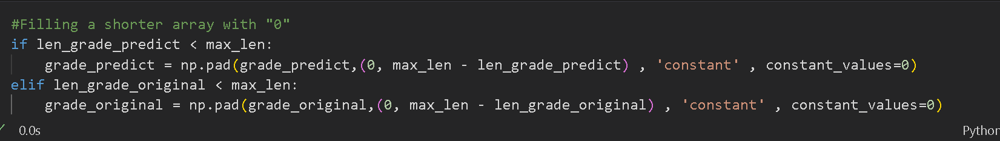 #Filling a shorter array with "0"
if len_grade_predict < max_len:
    grade_predict = np.pad(grade_predict,(0, max_len - len_grade_predict) , 'constant' , constant_values=0)
elif len_grade_original < max_len:
    grade_original = np.pad(grade_original,(0, max_len - len_grade_original) , 'constant' , constant_values=0)
0.0s Python